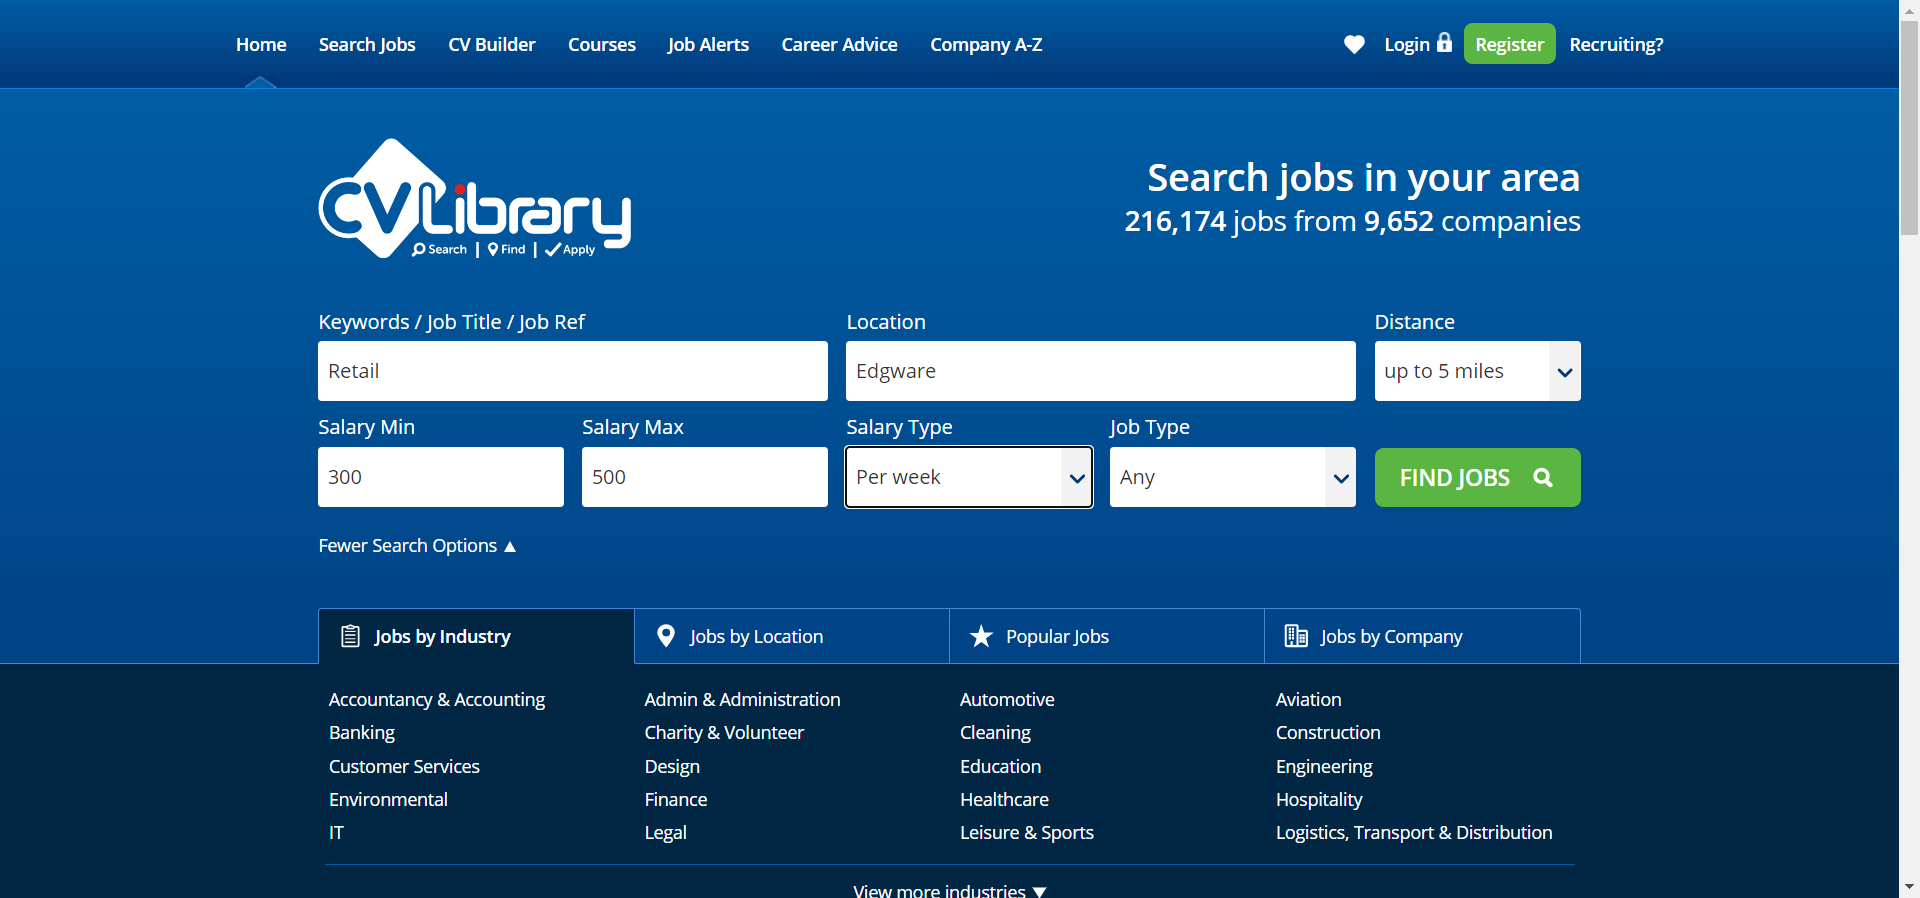 Home Search Jobs CV Builder Courses Job Alerts Career Advice Company A-Z Login Register Recruiting?
CV Library
Search | Find | Apply
Search jobs in your area
216,174 jobs from 9,652 companies
Keywords / Job Title / Job Ref Location Distance
Retail Edgware up to 5 miles
Salary Min Salary Max Salary Type Job Type
300 500 Per week Any FIND JOBS
Fewer Search Options ▲
Jobs by Industry Jobs by Location Popular Jobs Jobs by Company
Accountancy & Accounting Admin & Administration Automotive Aviation
Banking Charity & Volunteer Cleaning Construction
Customer Services Design Education Engineering
Environmental Finance Healthcare Hospitality
IT Legal Leisure & Sports Logistics, Transport & Distribution
View more industries ▼